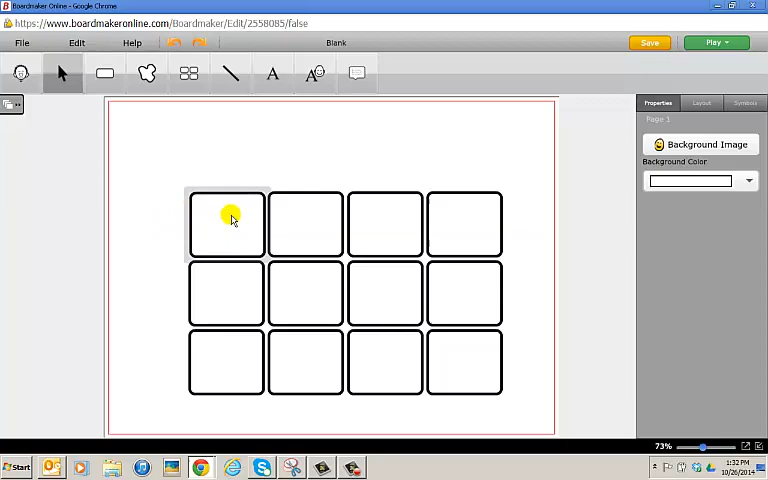 Boardmaker Online - Google Chrome
https://www.boardmakeronline.com/Boardmaker/Edit/2558085/false
File Edit Help Blank Save Play
A A
Properties Layout Symbols
Page 1
Background Image
Background Color
73%
Start
1:32 PM
10/26/2014